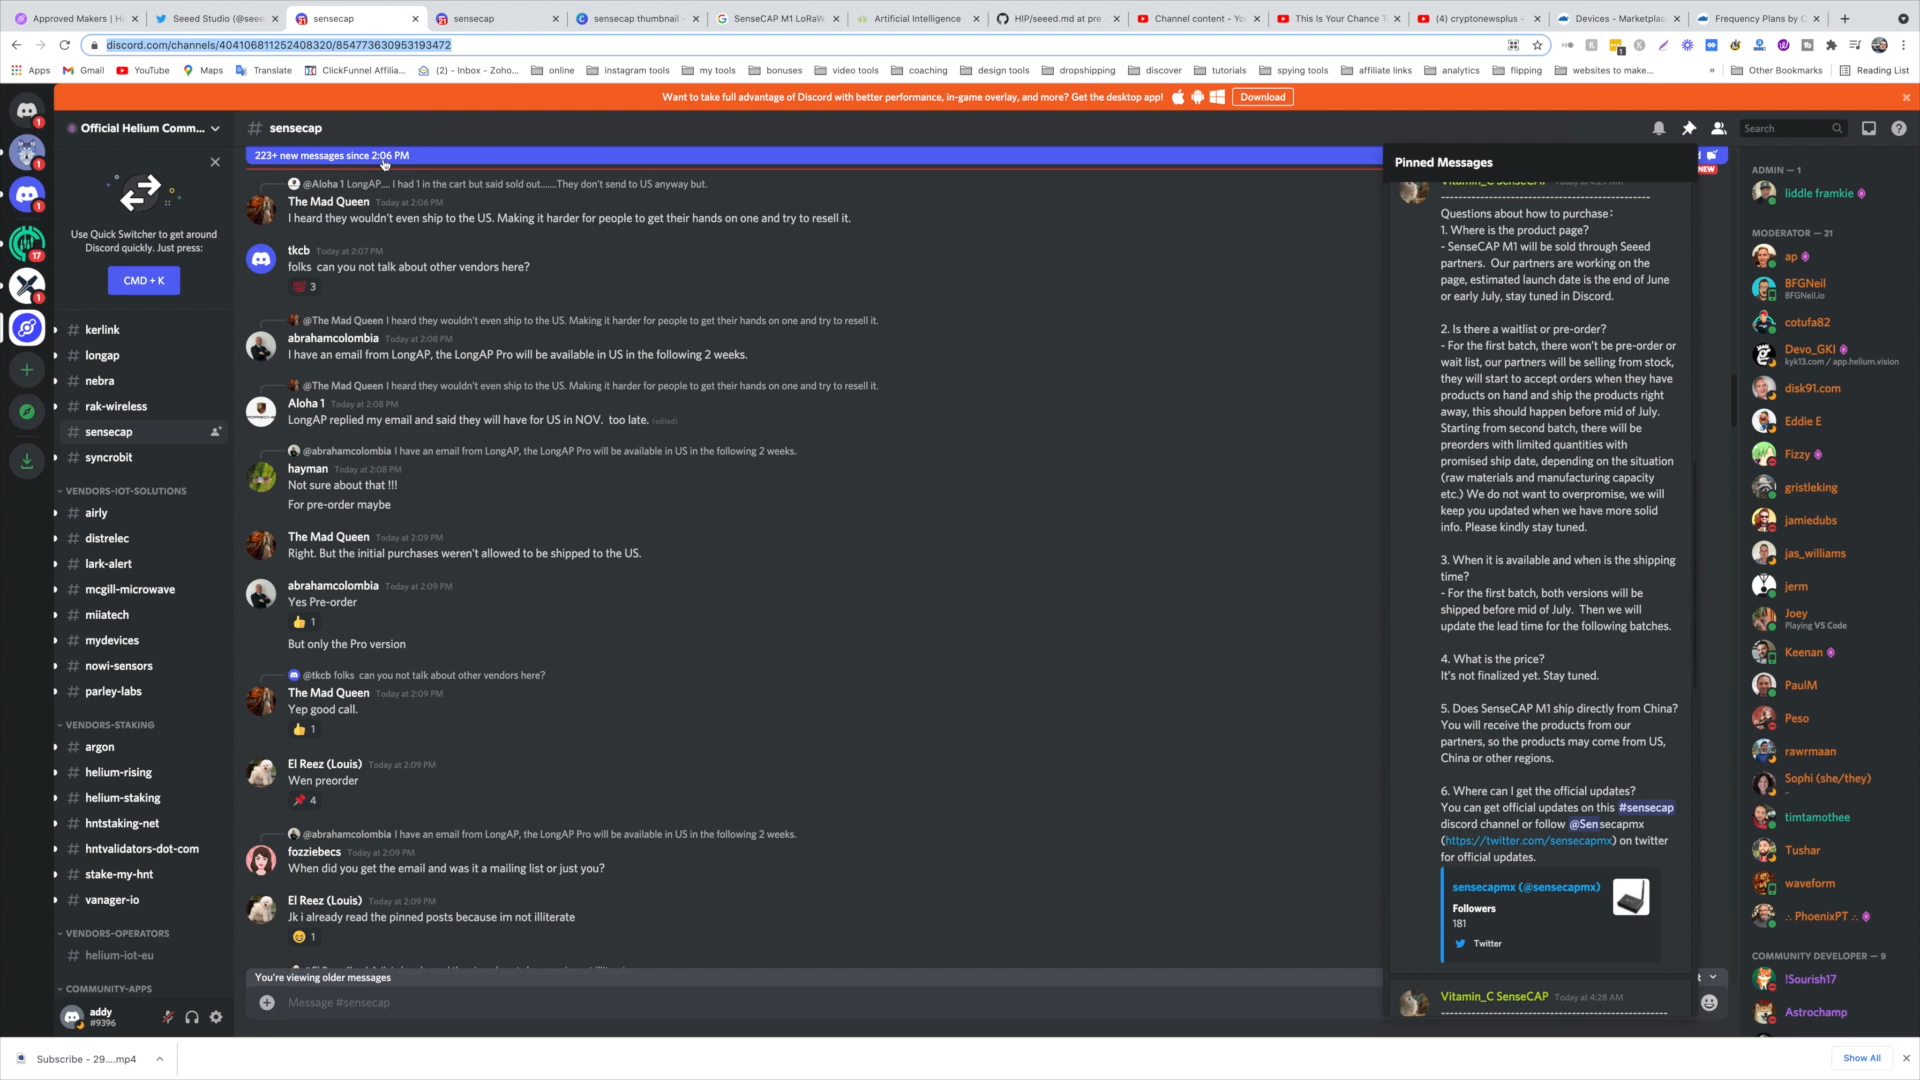 Approved Makers | H
Seeed Studio (@seee
sensecap
sensecap
sensecap thumbnail -
SenseCAP M1 LoRaW
Artificial Intelligence
HIP/seeed.md at pre
Channel content - Yo
This Is Your Chance T
(4) cryptonewsplus -
Devices - Marketplac
Frequency Plans by C
discord.com/channels/404106811252408320/854773630953193472
Apps
Gmail
YouTube
Maps
Translate
ClickFunnel Affilia...
(2) - Inbox - Zoho...
online
instagram tools
my tools
bonuses
video tools
coaching
design tools
dropshipping
discover
tutorials
spying tools
affiliate links
analytics
flipping
websites to make...
»
Other Bookmarks
Reading List
Want to take full advantage of Discord with better performance, in-game overlay, and more? Get the desktop app!
Download
Official Helium Comm...
# sensecap
Search
Use Quick Switcher to get around
Discord quickly. Just press:
CMD + K
# kerlink
# longap
# nebra
# rak-wireless
# sensecap
# syncrobit
VENDORS-IOT-SOLUTIONS
# airly
# distrelec
# lark-alert
# mcgill-microwave
# miiatech
# mydevices
# nowi-sensors
# parley-labs
VENDORS-STAKING
# argon
# helium-rising
# helium-staking
# hntstaking-net
# hntvalidators-dot-com
# stake-my-hnt
# vanager-io
VENDORS-OPERATORS
# helium-iot-eu
COMMUNITY-APPS
addy
#9396
223+ new messages since 2:06 PM
NEW
@Aloha 1 LongAP.... I had 1 in the cart but said sold out.......They don't send to US anyway but.
The Mad Queen Today at 2:06 PM
I heard they wouldn't even ship to the US. Making it harder for people to get their hands on one and try to resell it.
tkcb Today at 2:07 PM
folks can you not talk about other vendors here?
3
@The Mad Queen I heard they wouldn't even ship to the US. Making it harder for people to get their hands on one and try to resell it.
abrahamcolombia Today at 2:08 PM
I have an email from LongAP, the LongAP Pro will be available in US in the following 2 weeks.
@The Mad Queen I heard they wouldn't even ship to the US. Making it harder for people to get their hands on one and try to resell it.
Aloha 1 Today at 2:08 PM
LongAP replied my email and said they will have for US in NOV. too late. (edited)
@abrahamcolombia I have an email from LongAP, the LongAP Pro will be available in US in the following 2 weeks.
hayman Today at 2:08 PM
Not sure about that !!!
For pre-order maybe
The Mad Queen Today at 2:09 PM
Right. But the initial purchases weren't allowed to be shipped to the US.
abrahamcolombia Today at 2:09 PM
Yes Pre-order
1
But only the Pro version
@tkcb folks can you not talk about other vendors here?
The Mad Queen Today at 2:09 PM
Yep good call.
1
El Reez (Louis) Today at 2:09 PM
Wen preorder
4
@abrahamcolombia I have an email from LongAP, the LongAP Pro will be available in US in the following 2 weeks.
fozziebecs Today at 2:09 PM
When did you get the email and was it a mailing list or just you?
El Reez (Louis) Today at 2:09 PM
Jk i already read the pinned posts because im not illiterate
1
You're viewing older messages
Message #sensecap
Pinned Messages
Vitamin_C SenseCAP Today at 4:29 AM
Questions about how to purchase：
1. Where is the product page?
- SenseCAP M1 will be sold through Seeed
partners. Our partners are working on the
page, estimated launch date is the end of June
or early July, stay tuned in Discord.
2. Is there a waitlist or pre-order?
- For the first batch, there won't be pre-order or
wait list, our partners will be selling from stock,
they will start to accept orders when they have
products on hand and ship the products right
away, this should happen before mid of July.
Starting from second batch, there will be
preorders with limited quantities with
promised ship date, depending on the situation
(raw materials and manufacturing capacity
etc.) We do not want to overpromise, we will
keep you updated when we have more solid
info. Please kindly stay tuned.
3. When it is available and when is the shipping
time?
- For the first batch, both versions will be
shipped before mid of July. Then we will
update the lead time for the following batches.
4. What is the price?
It's not finalized yet. Stay tuned.
5. Does SenseCAP M1 ship directly from China?
You will receive the products from our
partners, so the products may come from US,
China or other regions.
6. Where can I get the official updates?
You can get official updates on this #sensecap
discord channel or follow @Sensecapmx
(https://twitter.com/sensecapmx) on twitter
for official updates.
sensecapmx (@sensecapmx)
Followers
181
Twitter
Vitamin_C SenseCAP Today at 4:28 AM
ADMIN — 1
liddle framkie
MODERATOR — 21
ap
BFGNeil
BFGNeil.io
cotufa82
Devo_GKI
kyk13.com / app.helium.vision
disk91.com
Eddie E
Fizzy
gristleking
jamiedubs
jas_williams
jerm
Joey
Playing VS Code
Keenan
PaulM
Peso
rawrmaan
Sophi (she/they)
..
timtamothee
Tushar
waveform
∴ PhoenixPT ∴
COMMUNITY DEVELOPER — 9
!Sourish17
Astrochamp
Subscribe - 29....mp4
Show All